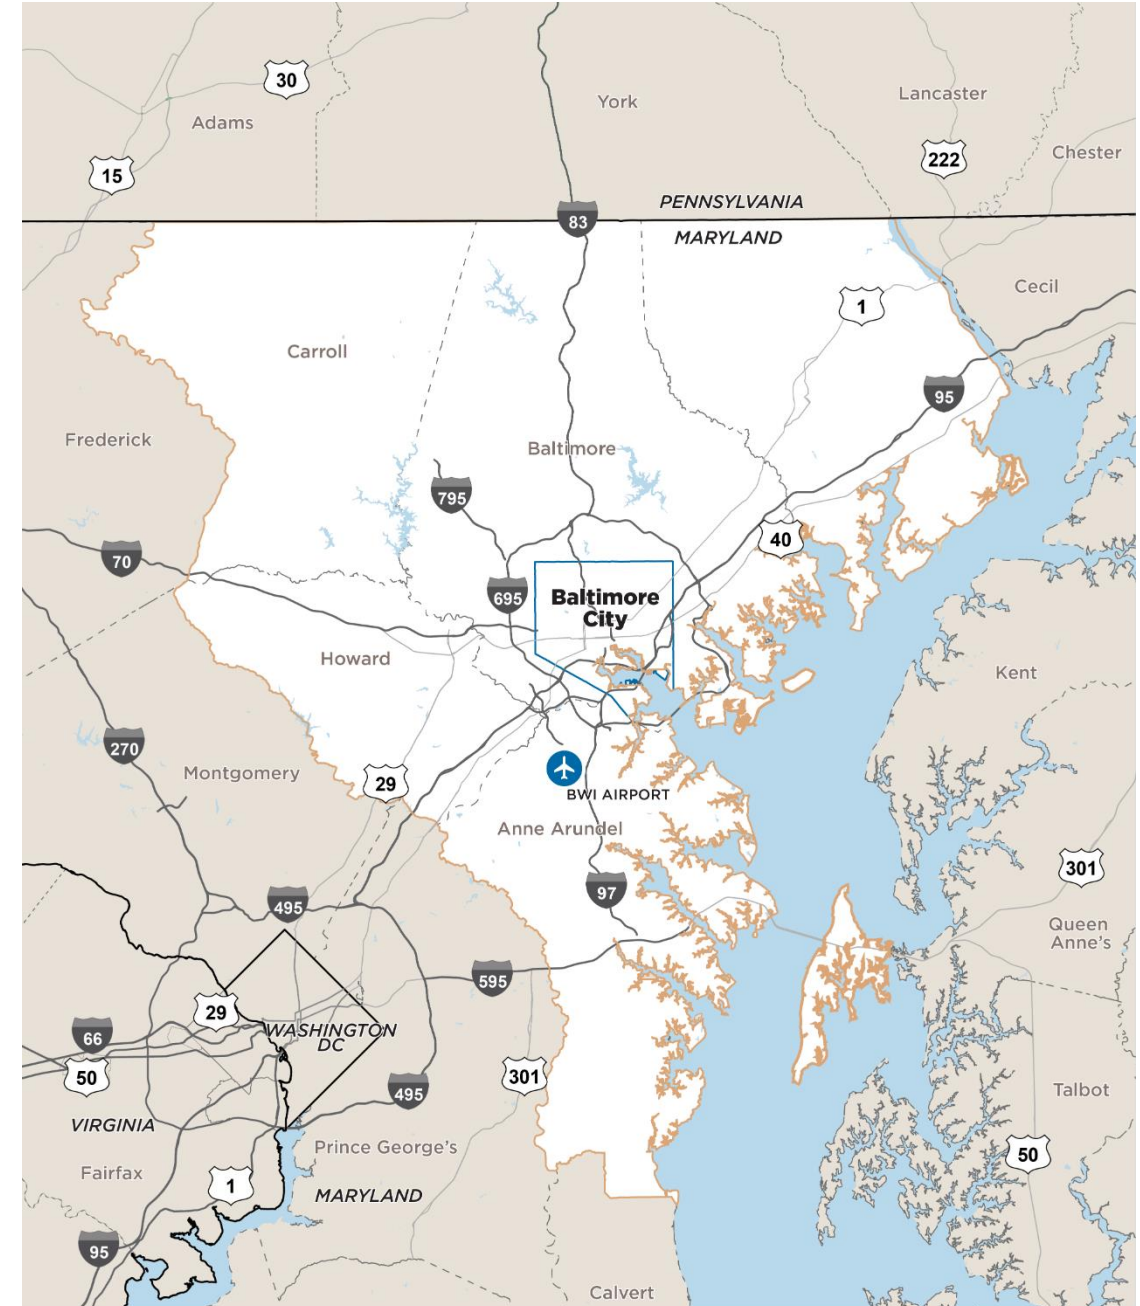 30
York
Lancaster
Adams
222
Chester
15
PENNSYLVANIA
83
MARYLAND
Cecil
1
Carroll
95
Frederick
Baltimore
795
40
70
695
Baltimore
City
Howard
Kent
270
Montgomery
29
BWI AIRPORT
Anne Arundel
301
97
495
Queen
Anne's
595
29
66
WASHINGTON
DC
50
301
495
Talbot
VIRGINIA
Prince George's
50
Fairfax
1
MARYLAND
95
Calvert